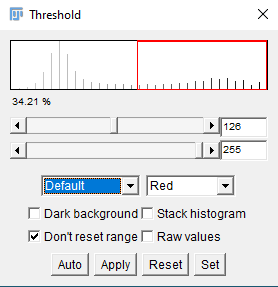 Threshold
34.21 %
126
255
Default Red
Dark background Stack histogram
Don't reset range Raw values
Auto Apply Reset Set